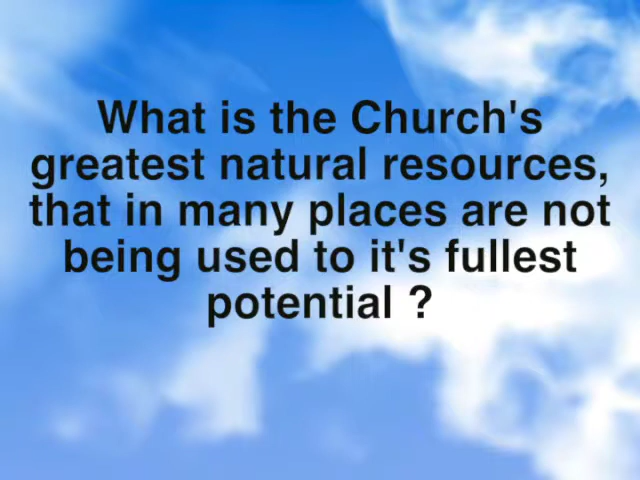 What is the Church's
greatest natural resources,
that in many places are not
being used to it's fullest
potential ?